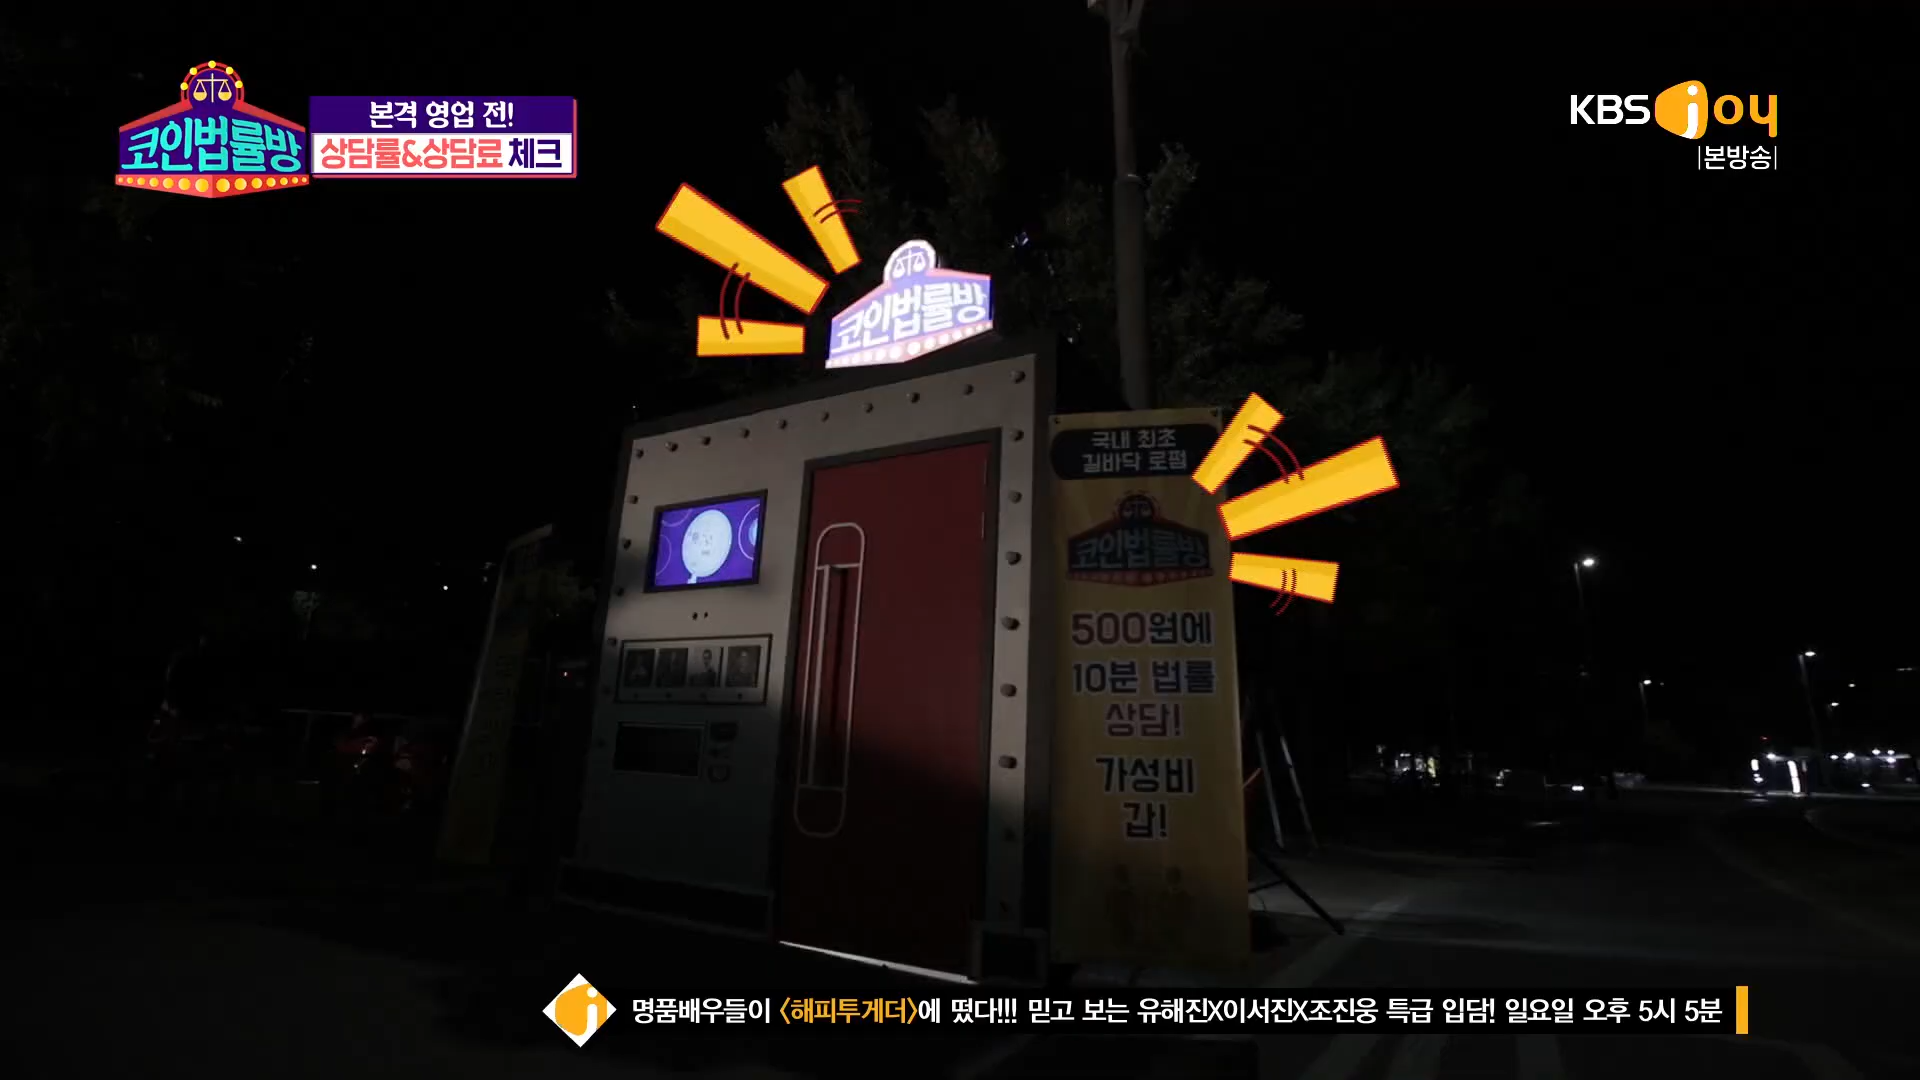 코인법률방
본격 영업 전!
상담률&상담료 체크
KBS joy
|본방송|
코인법률방
국내 최초
길바닥 로펌
코인법률방
500원에
10분 법률
상담!
가성비
갑!
명품배우들이 <해피투게더>에 떴다!!! 믿고 보는 유해진X이서진X조진웅 특급 입담! 일요일 오후 5시 5분